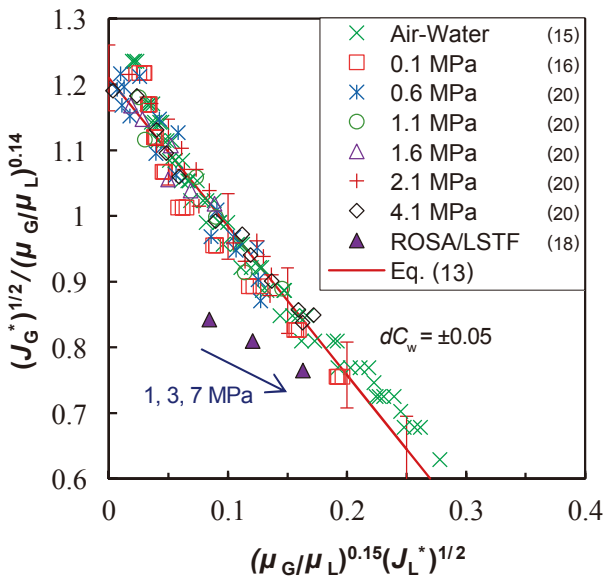 (J_G^*)^{1/2}/(μ_G/μ_L)^{0.14}
1.3
1.2
1.1
1.0
0.9
0.8
0.7
0.6
Air-Water (15)
0.1 MPa (16)
0.6 MPa (20)
1.1 MPa (20)
1.6 MPa (20)
2.1 MPa (20)
4.1 MPa (20)
ROSA/LSTF (18)
Eq. (13)
dC_w = ±0.05
1, 3, 7 MPa
0 0.1 0.2 0.3 0.4
(μ_G/μ_L)^{0.15}(J_L^*)^{1/2}